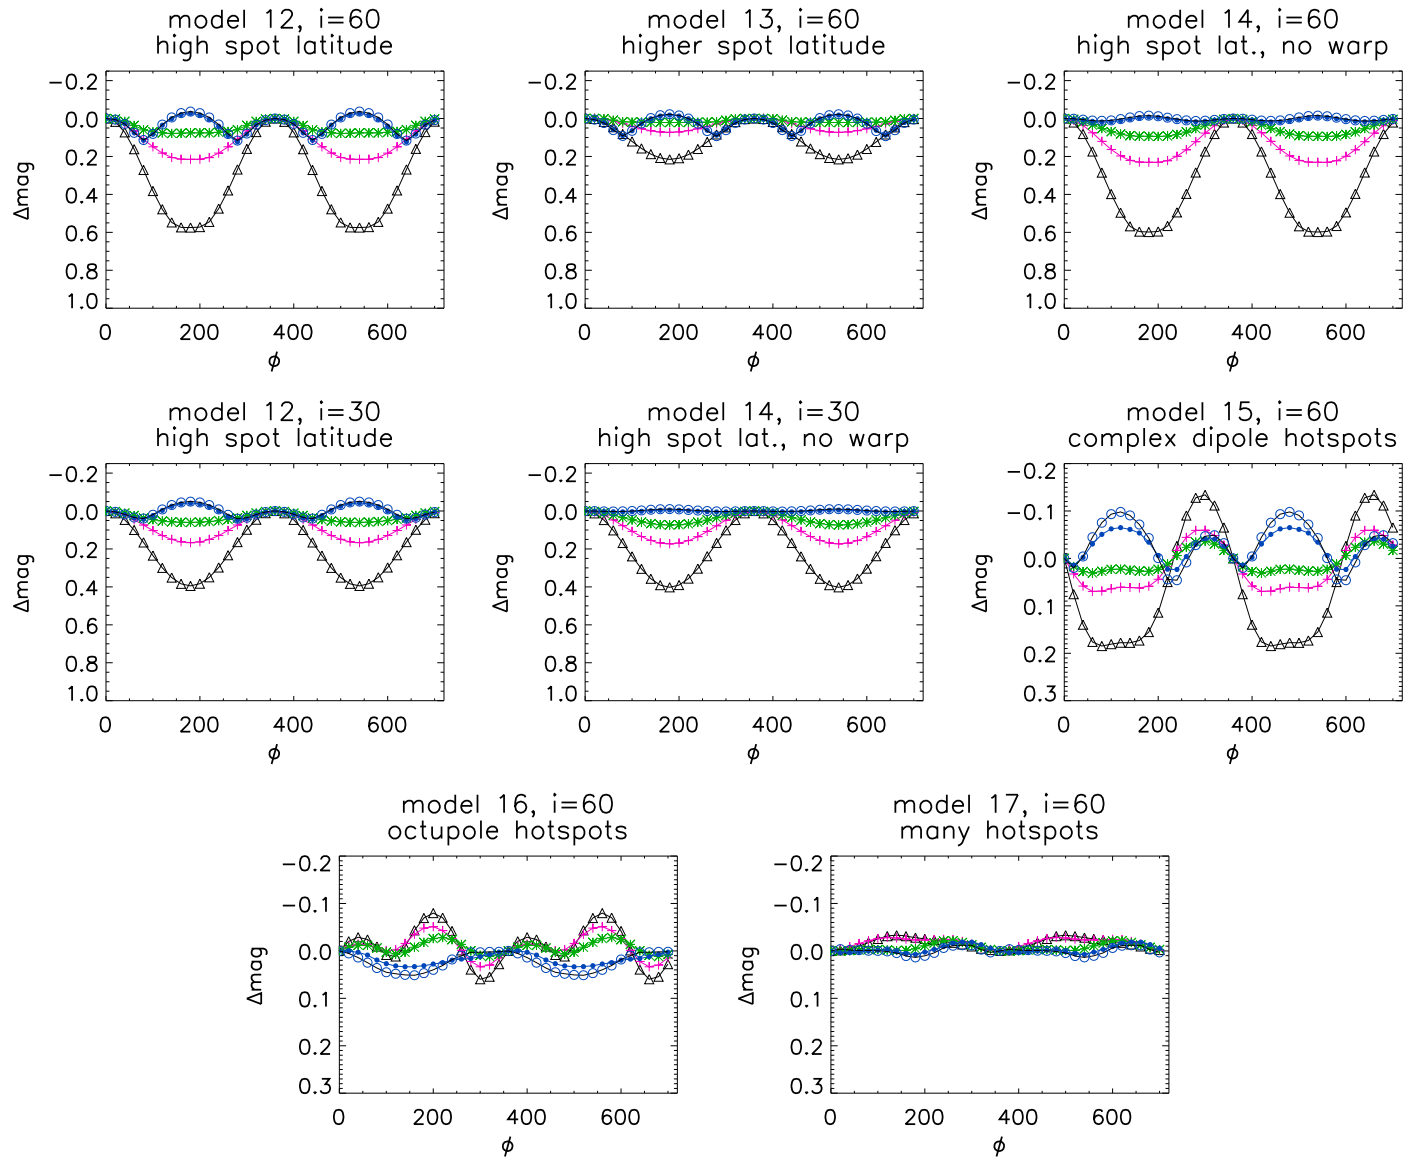 model 12, i=60
high spot latitude
−0.2
0.0
0.2
0.4
0.6
0.8
1.0
Δmag
0 200 400 600
ϕ
model 13, i=60
higher spot latitude
−0.2
0.0
0.2
0.4
0.6
0.8
1.0
Δmag
0 200 400 600
ϕ
model 14, i=60
high spot lat., no warp
−0.2
0.0
0.2
0.4
0.6
0.8
1.0
Δmag
0 200 400 600
ϕ
model 12, i=30
high spot latitude
−0.2
0.0
0.2
0.4
0.6
0.8
1.0
Δmag
0 200 400 600
ϕ
model 14, i=30
high spot lat., no warp
−0.2
0.0
0.2
0.4
0.6
0.8
1.0
Δmag
0 200 400 600
ϕ
model 15, i=60
complex dipole hotspots
−0.2
−0.1
0.0
0.1
0.2
0.3
Δmag
0 200 400 600
ϕ
model 16, i=60
octupole hotspots
−0.2
−0.1
0.0
0.1
0.2
0.3
Δmag
0 200 400 600
ϕ
model 17, i=60
many hotspots
−0.2
−0.1
0.0
0.1
0.2
0.3
Δmag
0 200 400 600
ϕ